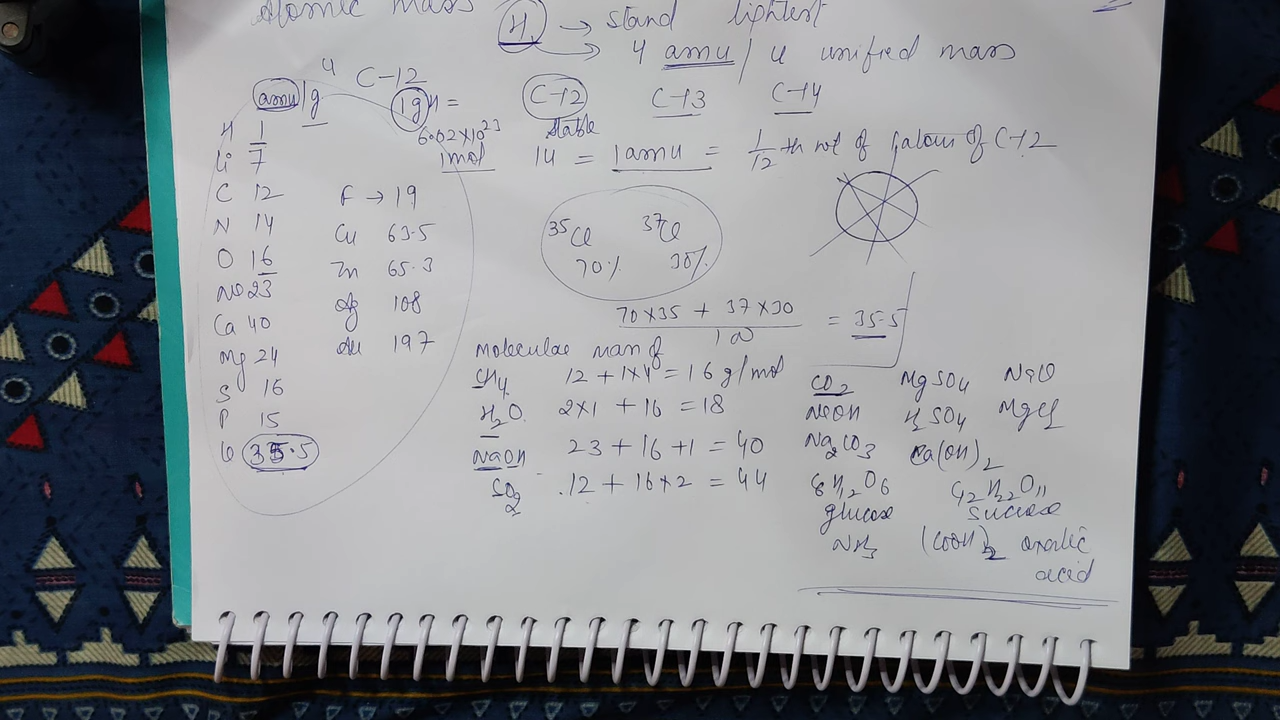 Atomic mass
H → stand lightest
→ 4 amu / u unified mass
u C-12
amu/g 1g H = C-12 C-13 C-14
6.02×10²³ stable
1mol 1u = 1amu = 1/12 th wt of 1 atom of C-12
H 1
Li 7
C 12
N 14
O 16
Na 23
Ca 40
Mg 24
S 16
P 15
Cl 35.5
F → 19
Cu 63.5
Zn 65.3
Ag 108
Au 197
³⁵Cl ³⁷Cl
70% 30%
70×35 + 37×30 / 100 = 35.5
Molecular mass of
CH₄ 12 + 1×4 = 16 g/mol
H₂O 2×1 + 16 = 18
NaOH 23 + 16 + 1 = 40
CO₂ 12 + 16×2 = 44
CO₂ MgSO₄ NaCl
NaOH H₂SO₄ MgCl₂
Na₂CO₃ Ca(OH)₂
C₆H₁₂O₆ C₁₂H₂₂O₁₁
glucose sucrose
NH₃ (COOH)₂ oxalic
acid